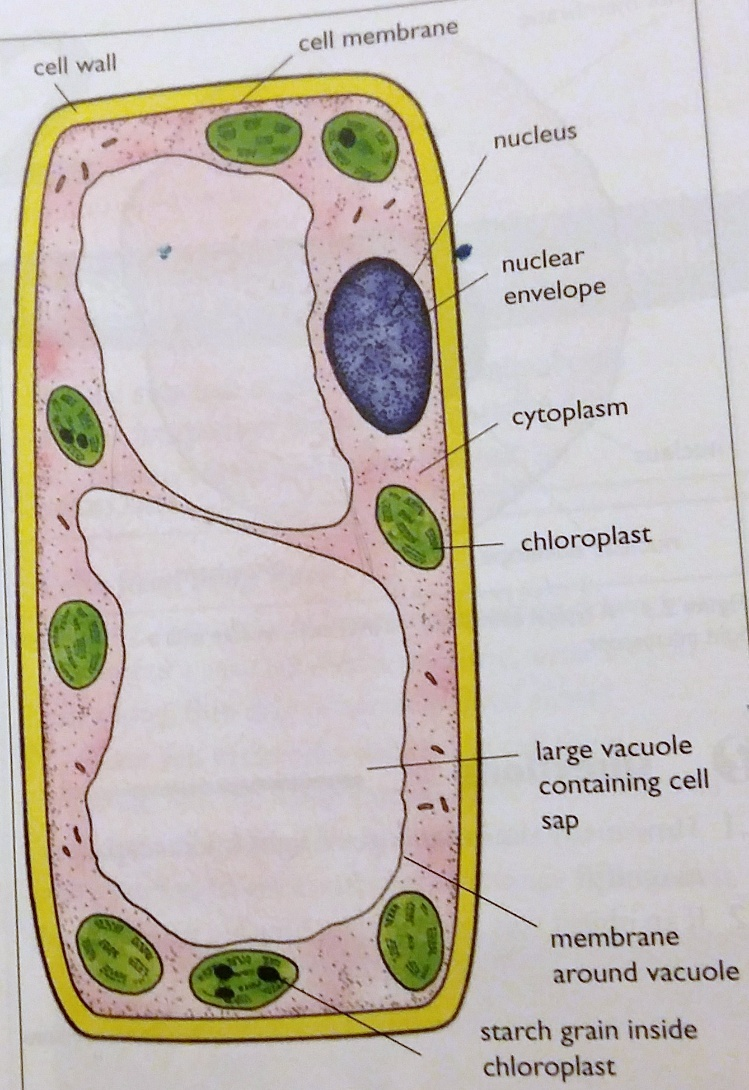 cell membrane
cell wall
nucleus
nuclear
envelope
cytoplasm
chloroplast
large vacuole
containing cell
sap
membrane
around vacuole
starch grain inside
chloroplast